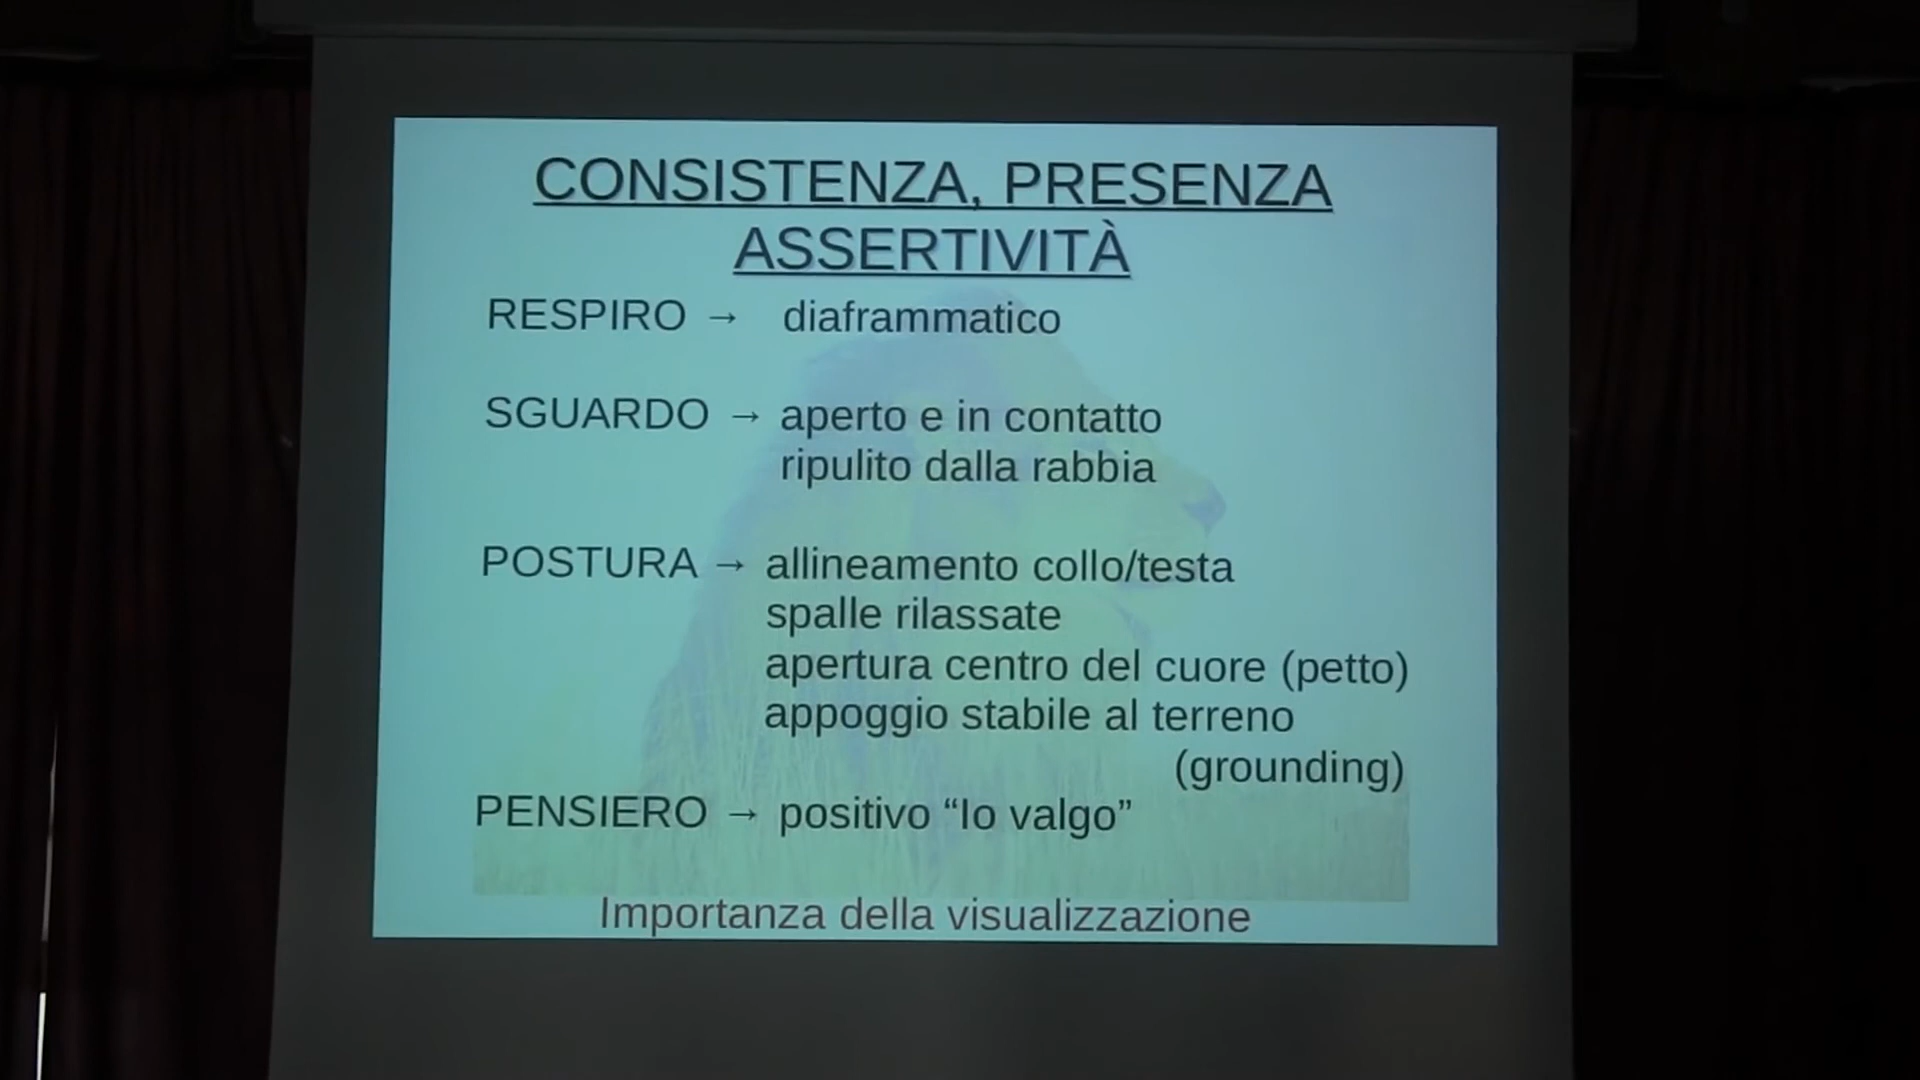 CONSISTENZA, PRESENZA
ASSERTIVITÀ
RESPIRO → diaframmatico
SGUARDO → aperto e in contatto
ripulito dalla rabbia
POSTURA → allineamento collo/testa
spalle rilassate
apertura centro del cuore (petto)
appoggio stabile al terreno
(grounding)
PENSIERO → positivo “Io valgo”
Importanza della visualizzazione